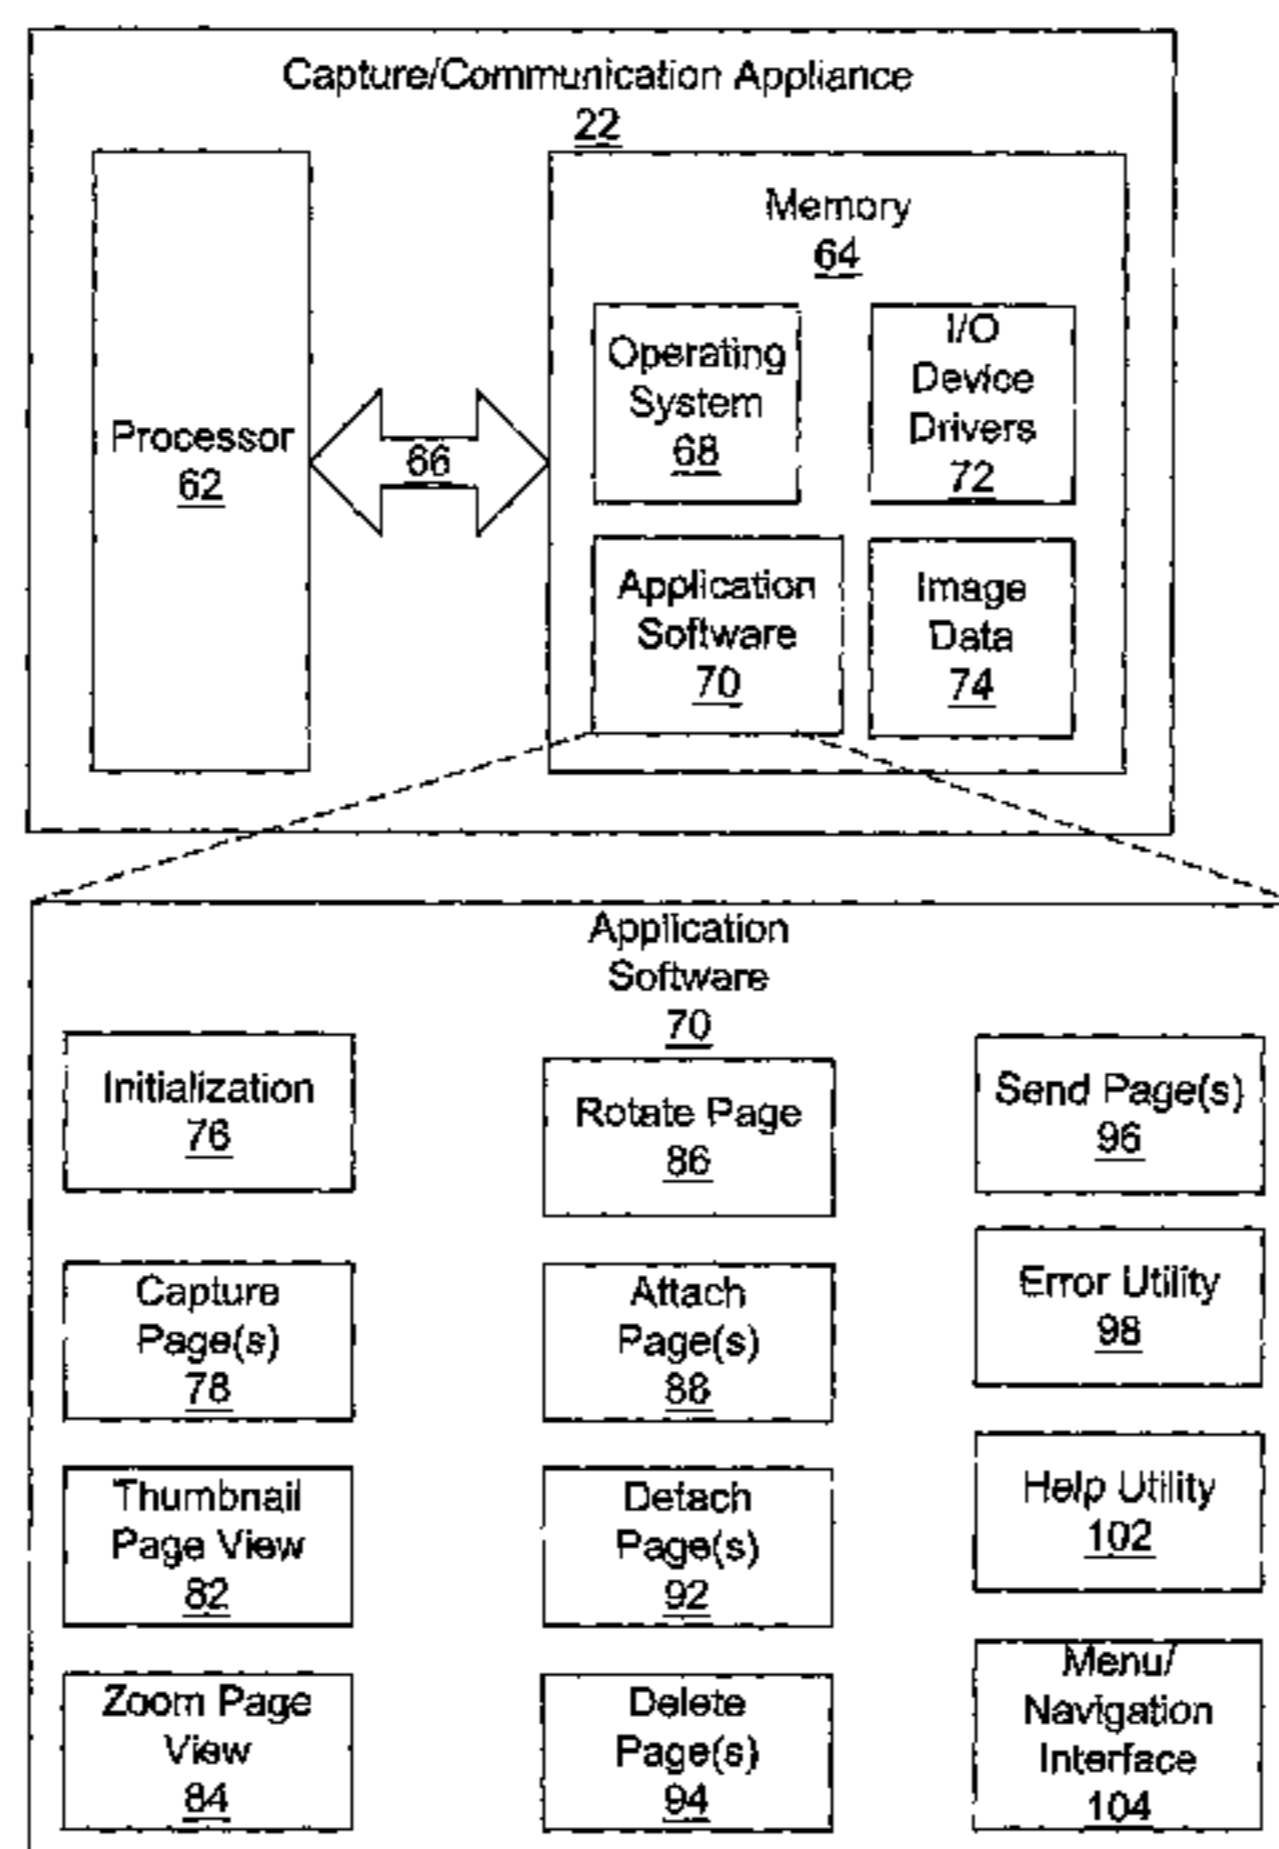 Capture/Communication Appliance
22
Memory
64
Operating
System
68
I/O
Device
Drivers
72
Processor
62
66
Application
Software
70
Image
Data
74
Application
Software
70
Initialization
76
Rotate Page
86
Send Page(s)
96
Capture
Page(s)
78
Attach
Page(s)
88
Error Utility
98
Thumbnail
Page View
82
Detach
Page(s)
92
Help Utility
102
Zoom Page
View
84
Delete
Page(s)
94
Menu/
Navigation
Interface
104